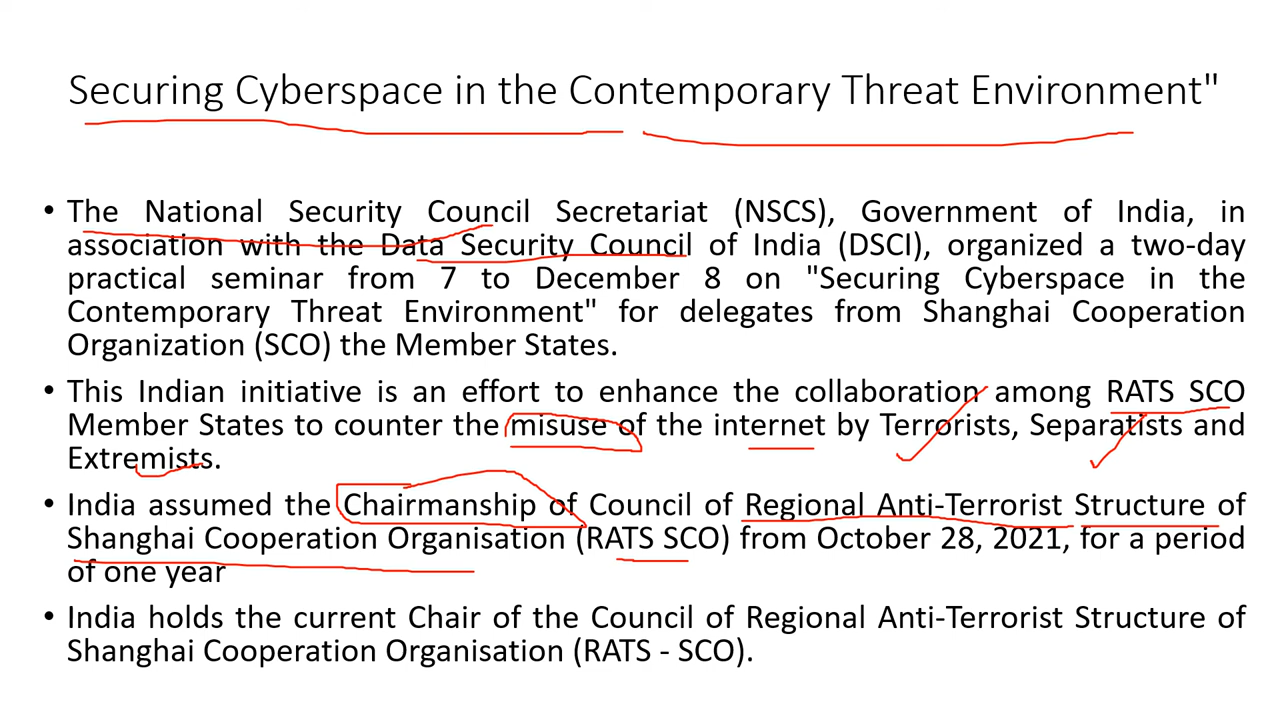 Securing Cyberspace in the Contemporary Threat Environment"
• The National Security Council Secretariat (NSCS), Government of India, in
association with the Data Security Council of India (DSCI), organized a two-day
practical seminar from 7 to December 8 on "Securing Cyberspace in the
Contemporary Threat Environment" for delegates from Shanghai Cooperation
Organization (SCO) the Member States.
• This Indian initiative is an effort to enhance the collaboration among RATS SCO
Member States to counter the misuse of the internet by Terrorists, Separatists and
Extremists.
• India assumed the Chairmanship of Council of Regional Anti-Terrorist Structure of
Shanghai Cooperation Organisation (RATS SCO) from October 28, 2021, for a period
of one year
• India holds the current Chair of the Council of Regional Anti-Terrorist Structure of
Shanghai Cooperation Organisation (RATS - SCO).